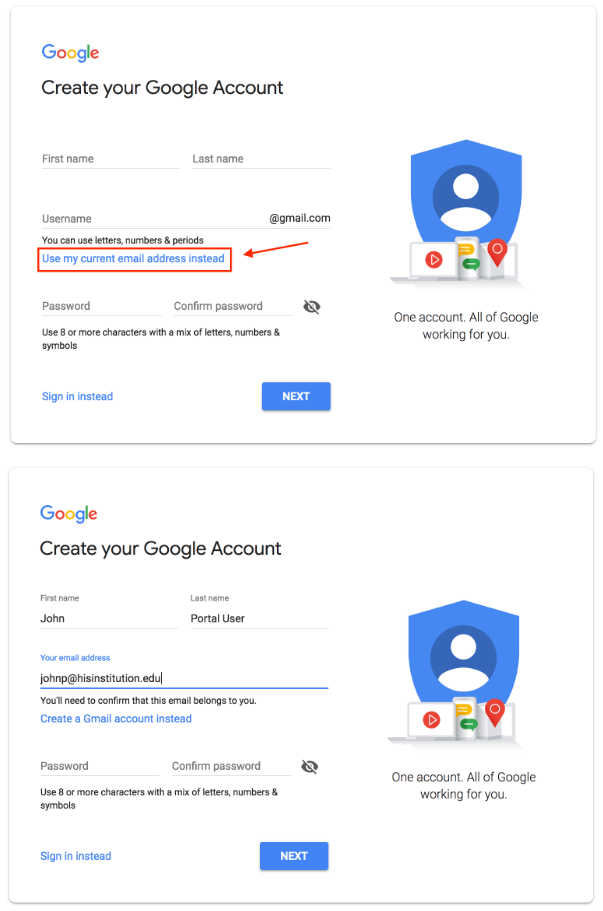 Google
Create your Google Account
First name Last name
Username @gmail.com
You can use letters, numbers & periods
Use my current email address instead
Password Confirm password
Use 8 or more characters with a mix of letters, numbers &
symbols
One account. All of Google
working for you.
Sign in instead NEXT
Google
Create your Google Account
First name Last name
John Portal User
Your email address
johnp@hisinstitution.edu
You'll need to confirm that this email belongs to you.
Create a Gmail account instead
Password Confirm password
Use 8 or more characters with a mix of letters, numbers &
symbols
One account. All of Google
working for you.
Sign in instead NEXT